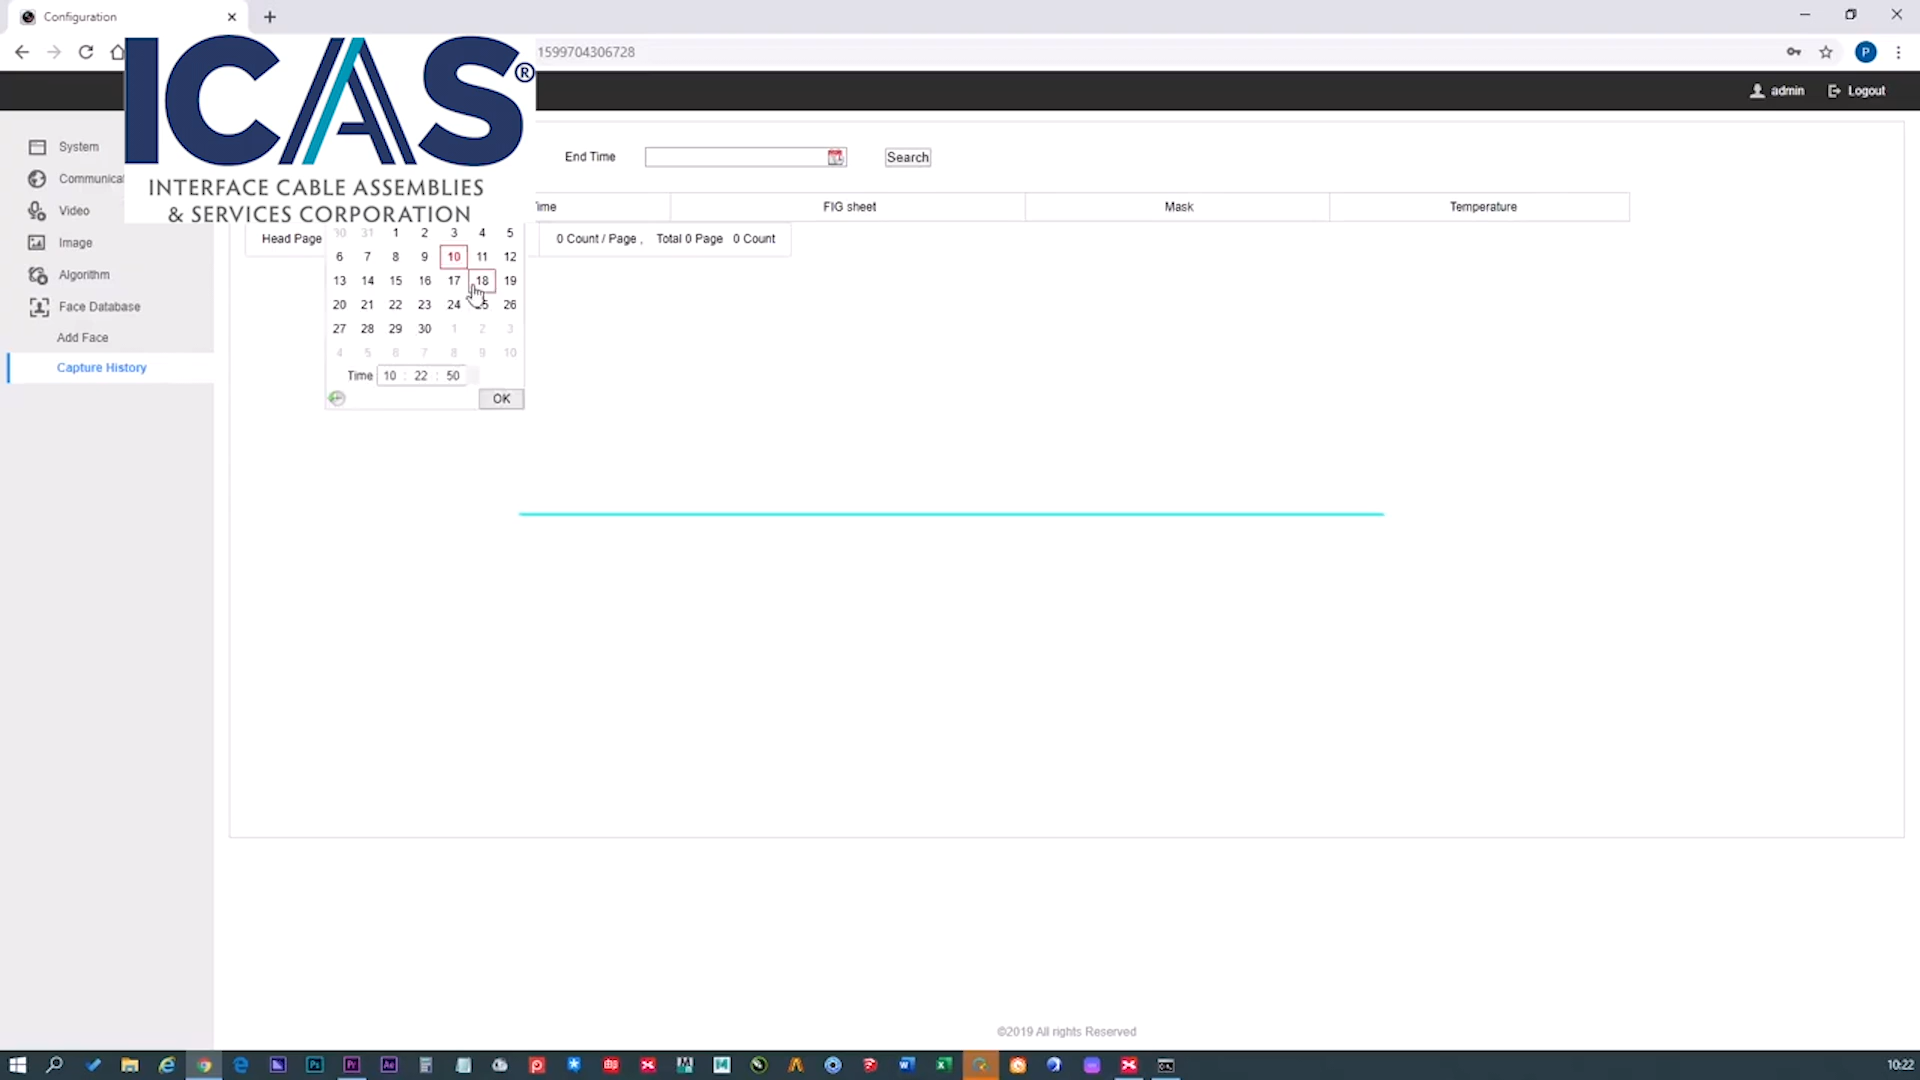 Configuration
1599704306728
P
ICAS®
INTERFACE CABLE ASSEMBLIES
& SERVICES CORPORATION
admin
Logout
System
Communicat
Video
Image
Algorithm
Face Database
Add Face
Capture History
End Time
Search
FIG sheet
Mask
Temperature
Head Page
0 Count / Page , Total 0 Page 0 Count
30 31 1 2 3 4 5
6 7 8 9 10 11 12
13 14 15 16 17 18 19
20 21 22 23 24 25 26
27 28 29 30 1 2 3
4 5 6 7 8 9 10
Time 10 : 22 : 50
OK
©2019 All rights Reserved
10:22